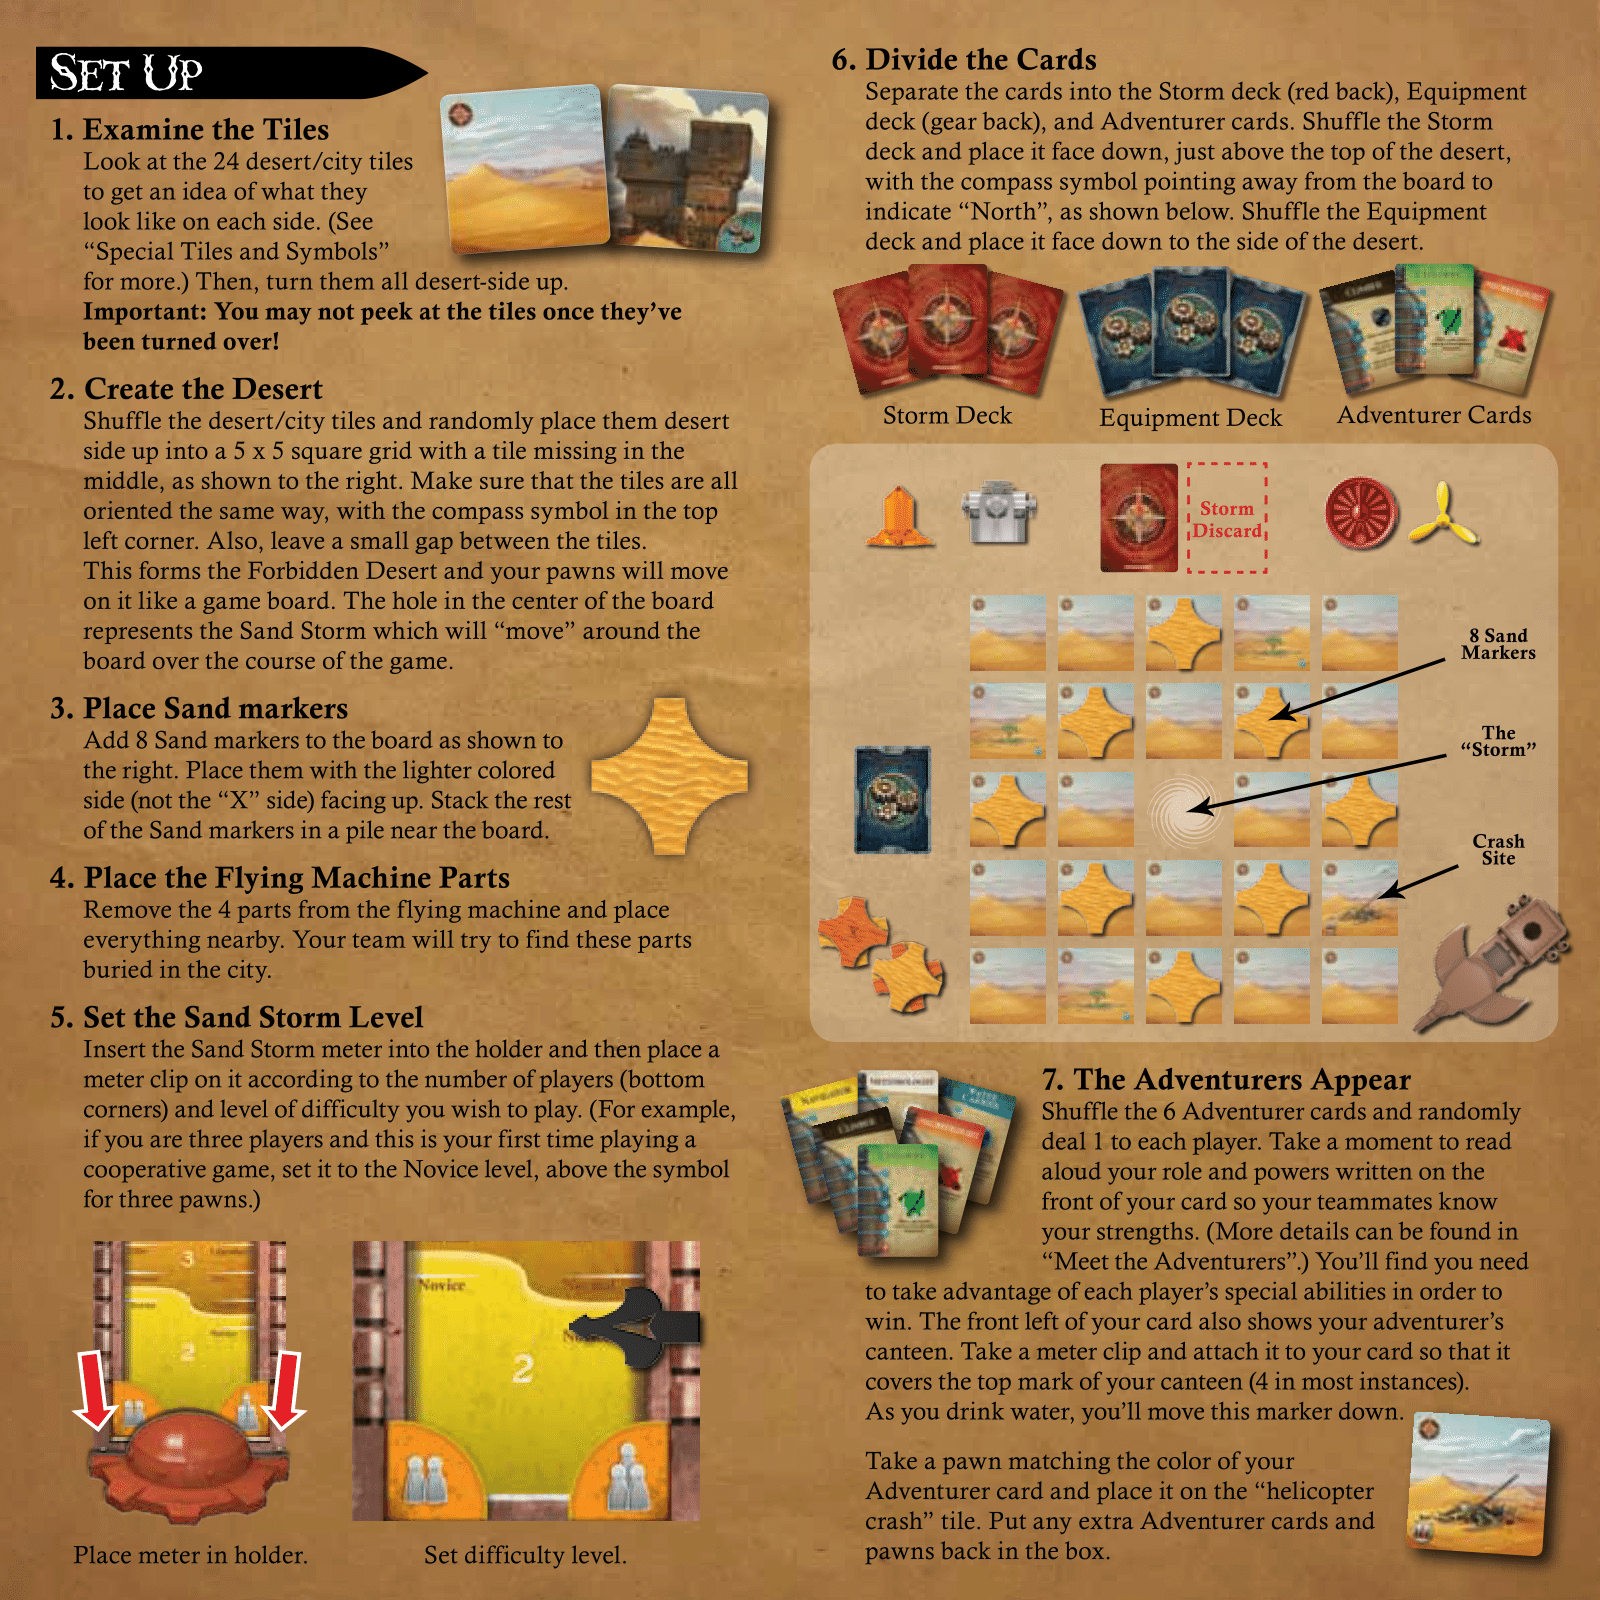 SET UP
1. Examine the Tiles
Look at the 24 desert/city tiles
to get an idea of what they
look like on each side. (See
“Special Tiles and Symbols”
for more.) Then, turn them all desert-side up.
Important: You may not peek at the tiles once they’ve
been turned over!
2. Create the Desert
Shuffle the desert/city tiles and randomly place them desert
side up into a 5 x 5 square grid with a tile missing in the
middle, as shown to the right. Make sure that the tiles are all
oriented the same way, with the compass symbol in the top
left corner. Also, leave a small gap between the tiles.
This forms the Forbidden Desert and your pawns will move
on it like a game board. The hole in the center of the board
represents the Sand Storm which will “move” around the
board over the course of the game.
3. Place Sand markers
Add 8 Sand markers to the board as shown to
the right. Place them with the lighter colored
side (not the “X” side) facing up. Stack the rest
of the Sand markers in a pile near the board.
4. Place the Flying Machine Parts
Remove the 4 parts from the flying machine and place
everything nearby. Your team will try to find these parts
buried in the city.
5. Set the Sand Storm Level
Insert the Sand Storm meter into the holder and then place a
meter clip on it according to the number of players (bottom
corners) and level of difficulty you wish to play. (For example,
if you are three players and this is your first time playing a
cooperative game, set it to the Novice level, above the symbol
for three pawns.)
3
2
Novice
2
Place meter in holder.
Set difficulty level.
6. Divide the Cards
Separate the cards into the Storm deck (red back), Equipment
deck (gear back), and Adventurer cards. Shuffle the Storm
deck and place it face down, just above the top of the desert,
with the compass symbol pointing away from the board to
indicate “North”, as shown below. Shuffle the Equipment
deck and place it face down to the side of the desert.
Storm Deck
Equipment Deck
Adventurer Cards
Storm
Discard
8 Sand
Markers
The
“Storm”
Crash
Site
7. The Adventurers Appear
Shuffle the 6 Adventurer cards and randomly
deal 1 to each player. Take a moment to read
aloud your role and powers written on the
front of your card so your teammates know
your strengths. (More details can be found in
“Meet the Adventurers”.) You’ll find you need
to take advantage of each player’s special abilities in order to
win. The front left of your card also shows your adventurer’s
canteen. Take a meter clip and attach it to your card so that it
covers the top mark of your canteen (4 in most instances).
As you drink water, you’ll move this marker down.
Take a pawn matching the color of your
Adventurer card and place it on the “helicopter
crash” tile. Put any extra Adventurer cards and
pawns back in the box.